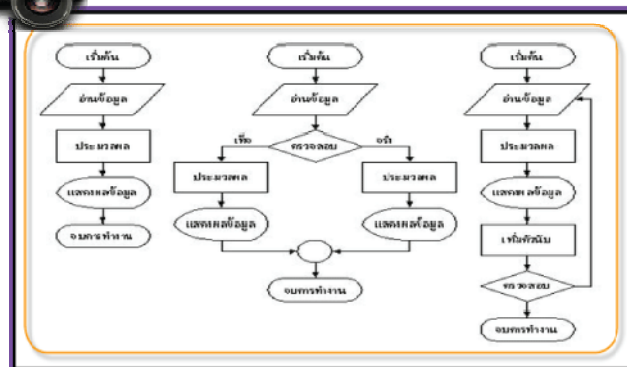 เริ่มต้น
อ่านข้อมูล
ประมวลผล
แสดงผลข้อมูล
จบการทำงาน
เริ่มต้น
อ่านข้อมูล
ตรวจสอบ
เท็จ
จริง
ประมวลผล
ประมวลผล
แสดงผลข้อมูล
แสดงผลข้อมูล
จบการทำงาน
เริ่มต้น
อ่านข้อมูล
ประมวลผล
แสดงผลข้อมูล
เพิ่มตัวนับ
ตรวจสอบ
จบการทำงาน